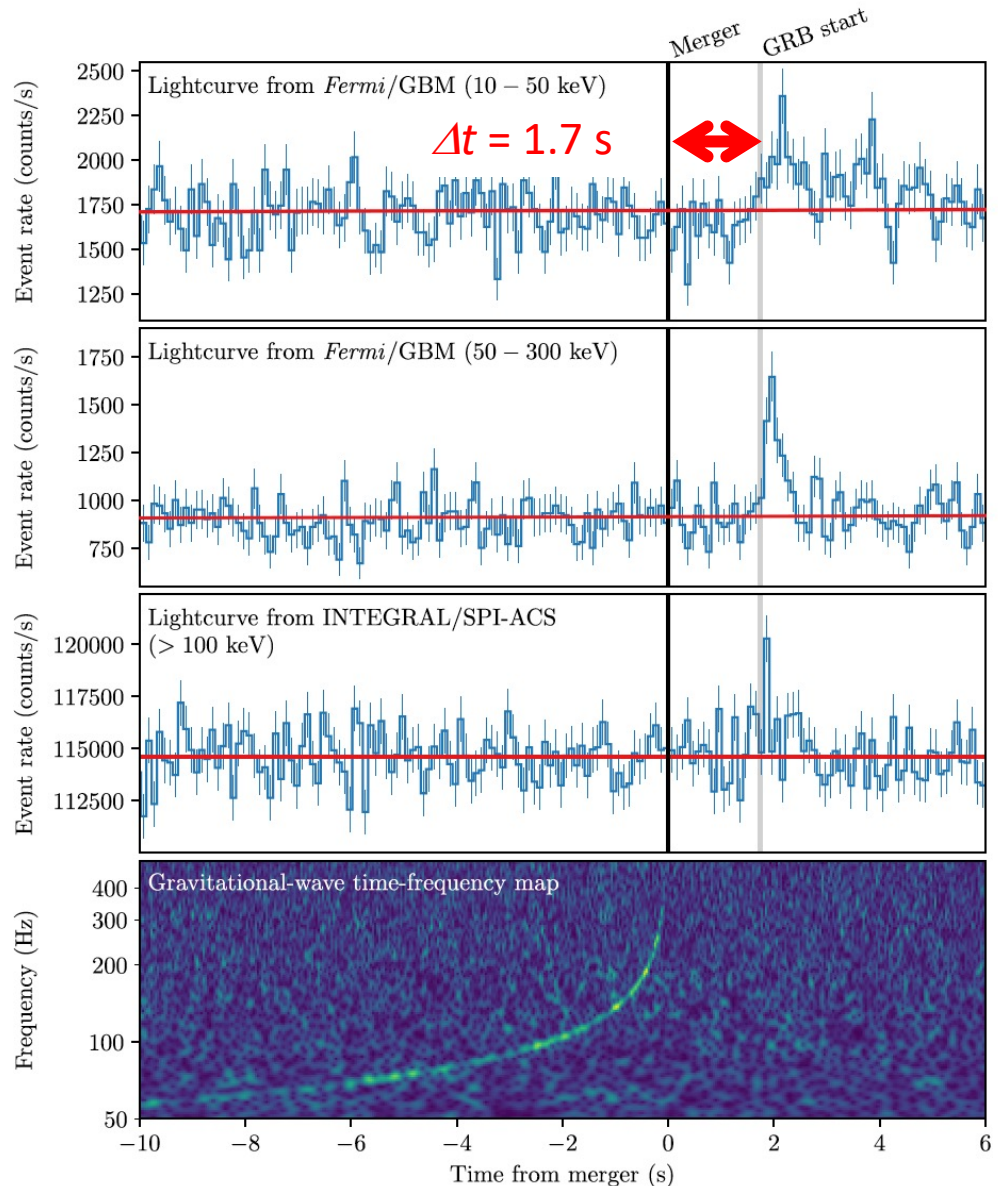 Merger
GRB start
Event rate (counts/s)
2500
2250
2000
1750
1500
1250
Lightcurve from Fermi/GBM (10 – 50 keV)
Δt = 1.7 s
Event rate (counts/s)
1750
1500
1250
1000
750
Lightcurve from Fermi/GBM (50 – 300 keV)
Event rate (counts/s)
120000
117500
115000
112500
Lightcurve from INTEGRAL/SPI-ACS
(> 100 keV)
Frequency (Hz)
400
300
200
100
50
Gravitational-wave time-frequency map
−10 −8 −6 −4 −2 0 2 4 6
Time from merger (s)